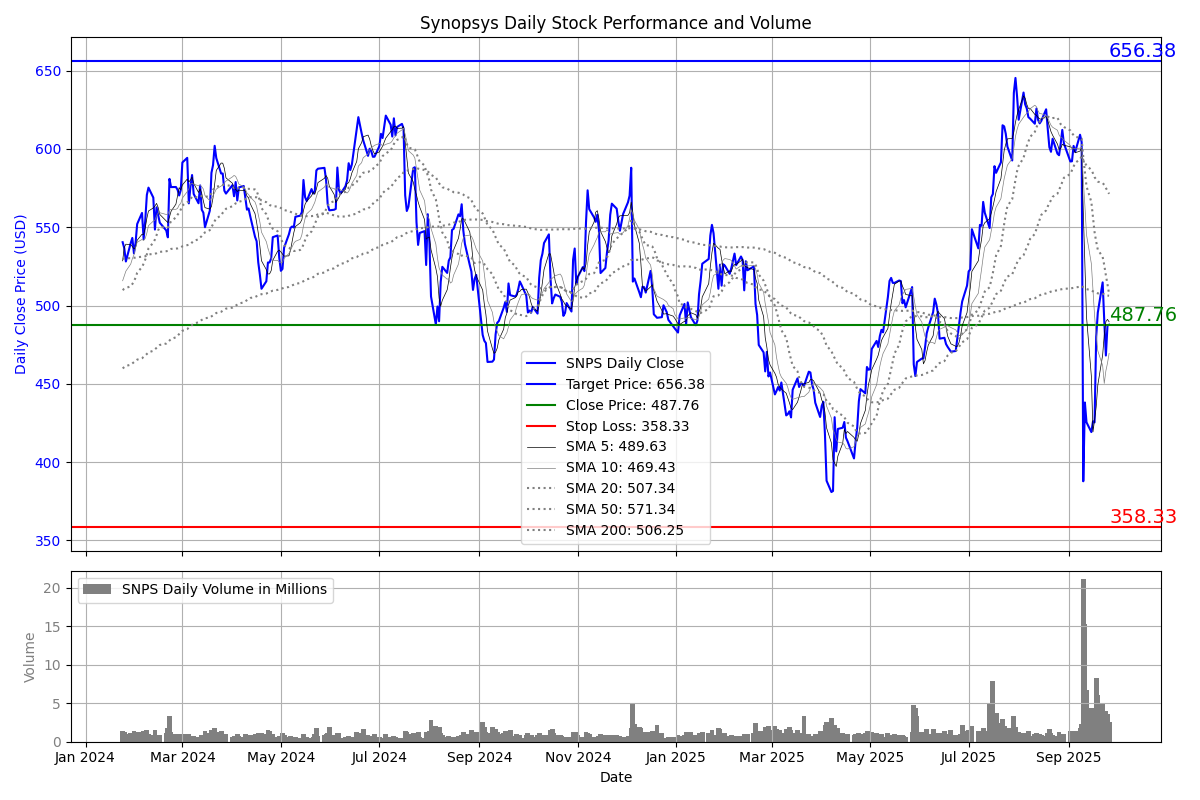 Synopsys Daily Stock Performance and Volume
656.38
650
600
550
500
450
400
350
Daily Close Price (USD)
487.76
358.33
SNPS Daily Close
Target Price: 656.38
Close Price: 487.76
Stop Loss: 358.33
SMA 5: 489.63
SMA 10: 469.43
SMA 20: 507.34
SMA 50: 571.34
SMA 200: 506.25
20
15
10
5
0
Volume
SNPS Daily Volume in Millions
Jan 2024 Mar 2024 May 2024 Jul 2024 Sep 2024 Nov 2024 Jan 2025 Mar 2025 May 2025 Jul 2025 Sep 2025
Date